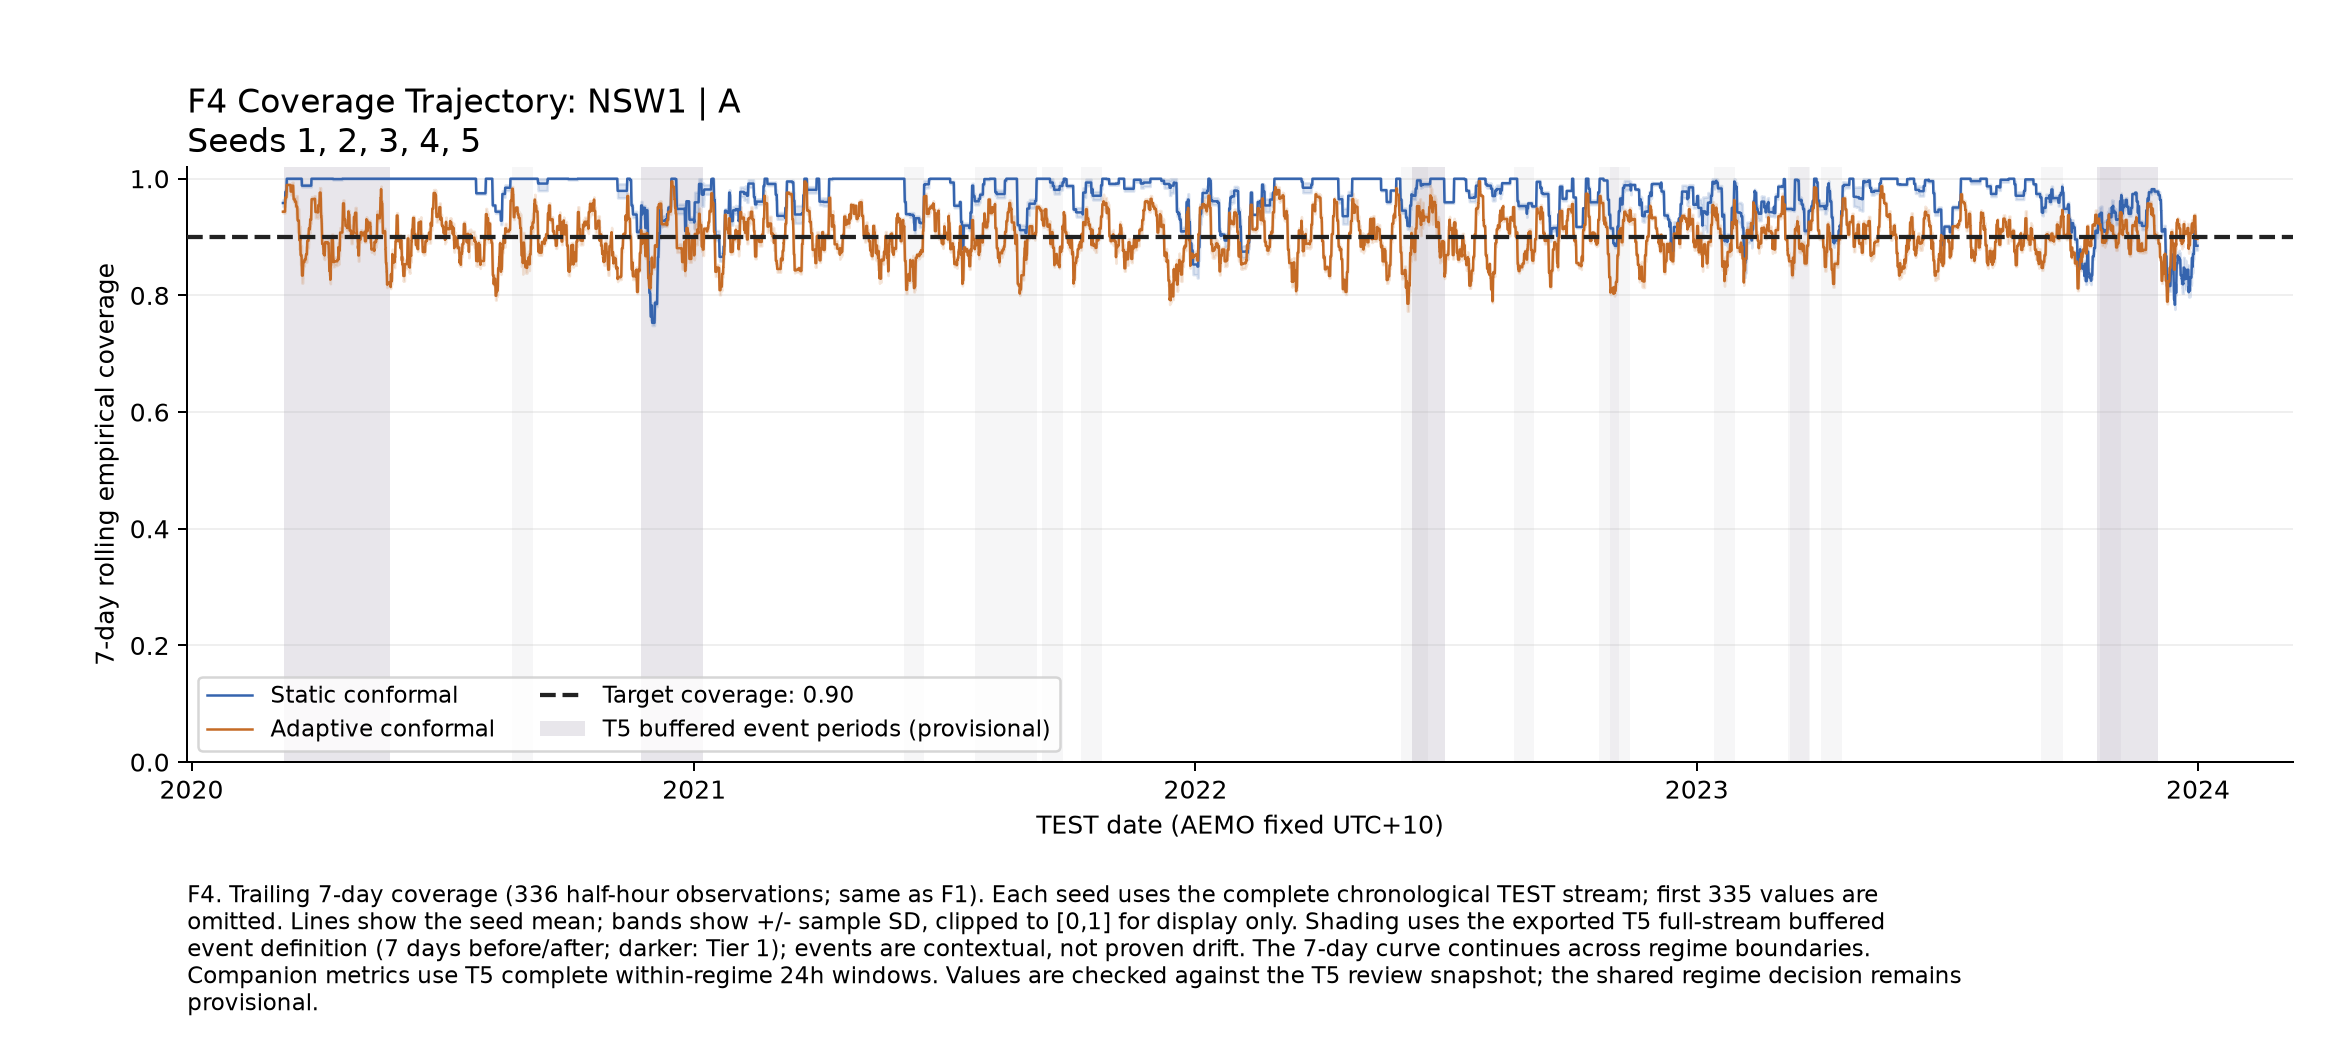 F4 Coverage Trajectory: NSW1 | A
Seeds 1, 2, 3, 4, 5
7-day rolling empirical coverage
1.0
0.8
0.6
0.4
0.2
0.0
Static conformal
Adaptive conformal
Target coverage: 0.90
T5 buffered event periods (provisional)
2020
2021
2022
2023
2024
TEST date (AEMO fixed UTC+10)
F4. Trailing 7-day coverage (336 half-hour observations; same as F1). Each seed uses the complete chronological TEST stream; first 335 values are
omitted. Lines show the seed mean; bands show +/- sample SD, clipped to [0,1] for display only. Shading uses the exported T5 full-stream buffered
event definition (7 days before/after; darker: Tier 1); events are contextual, not proven drift. The 7-day curve continues across regime boundaries.
Companion metrics use T5 complete within-regime 24h windows. Values are checked against the T5 review snapshot; the shared regime decision remains
provisional.